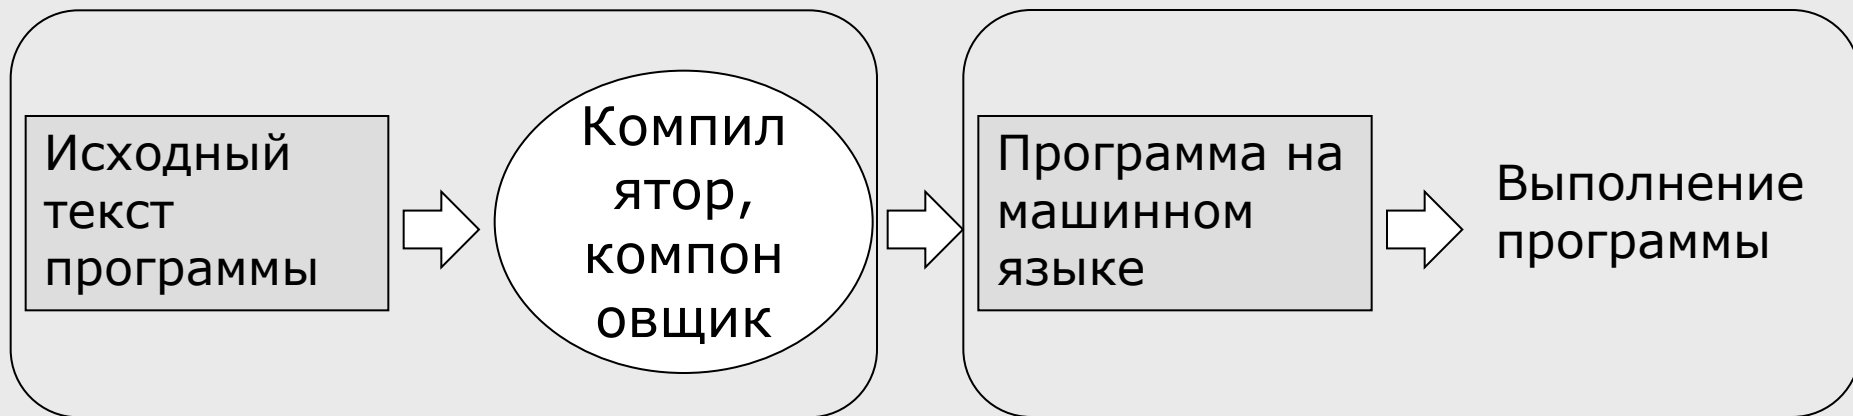 Исходный
текст
программы
Компил
ятор,
компон
овщик
Программа на
машинном
языке
Выполнение
программы